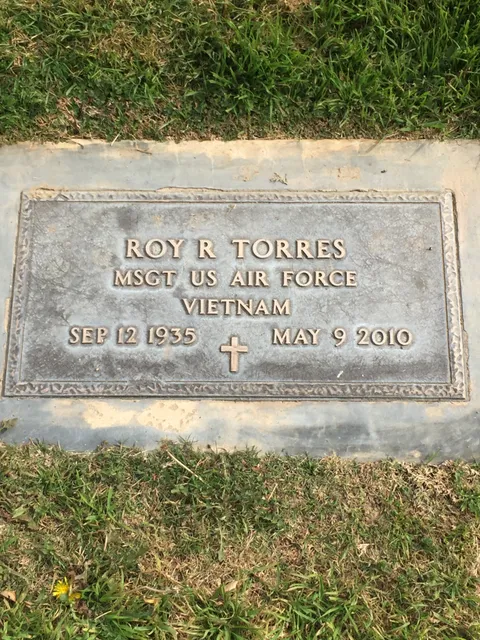 ROY R TORRES
MSGT US AIR FORCE
VIETNAM
SEP 12 1935 MAY 9 2010